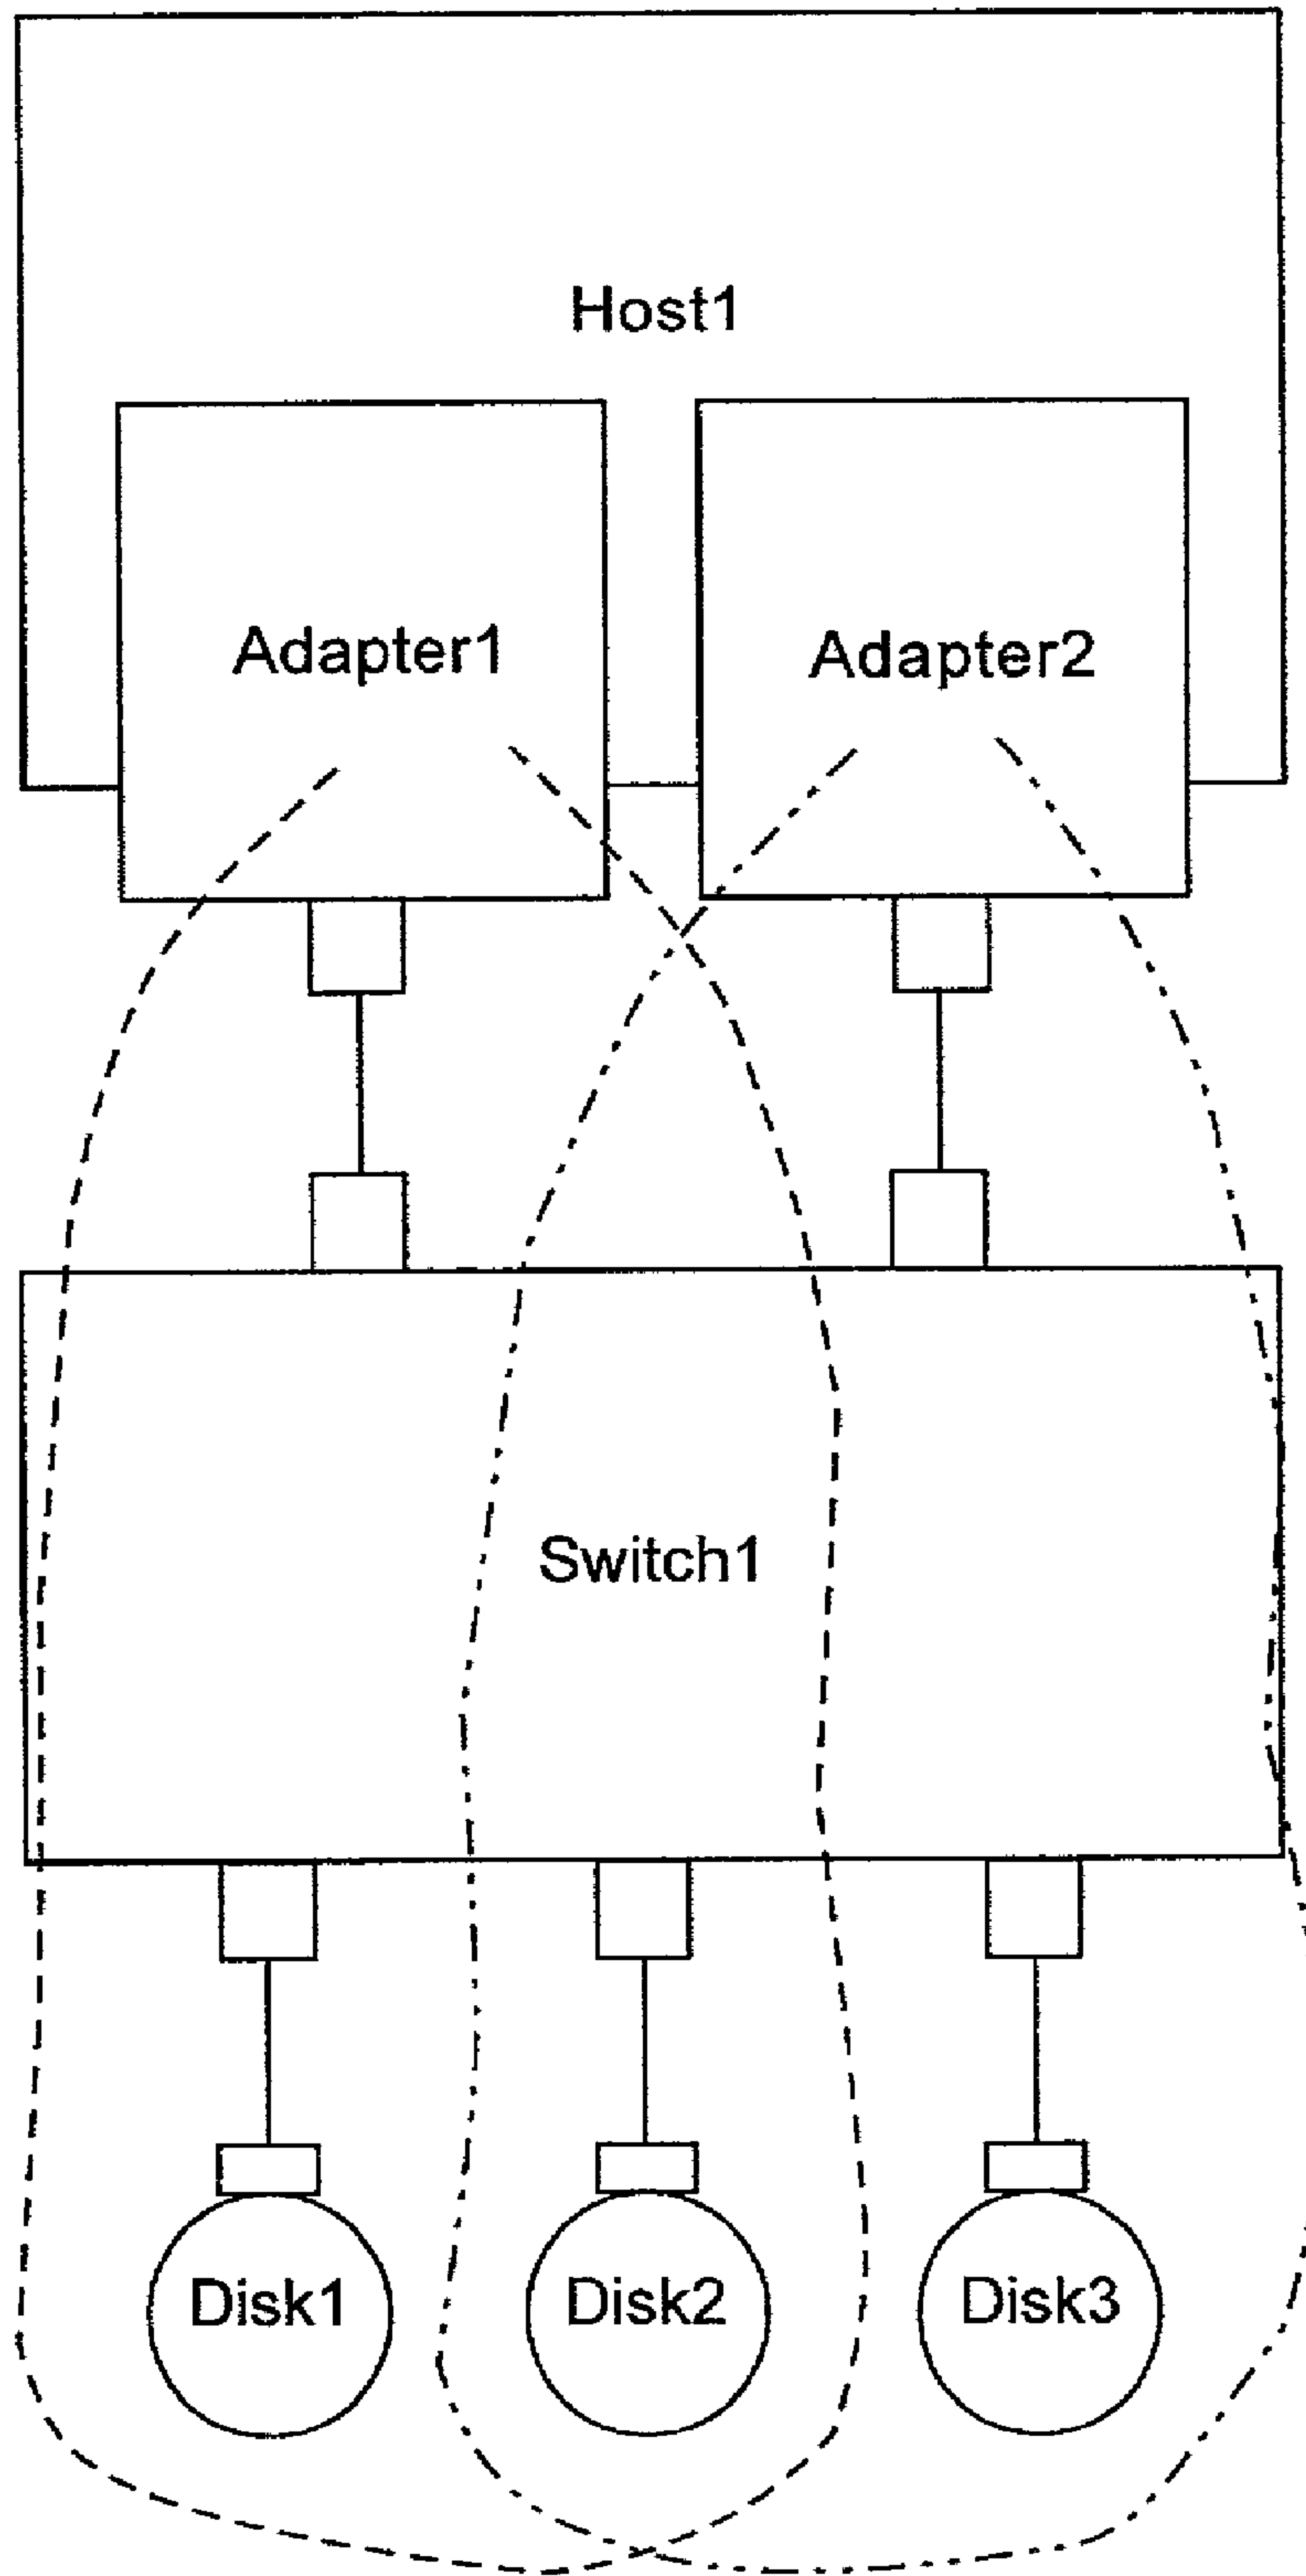 Host1
Adapter1
Adapter2
Switch1
Disk1
Disk2
Disk3